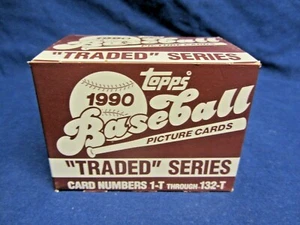 "TRADED" SERIES
topps
1990
Baseball
PICTURE CARDS
"TRADED" SERIES
CARD NUMBERS 1-T THROUGH 132-T